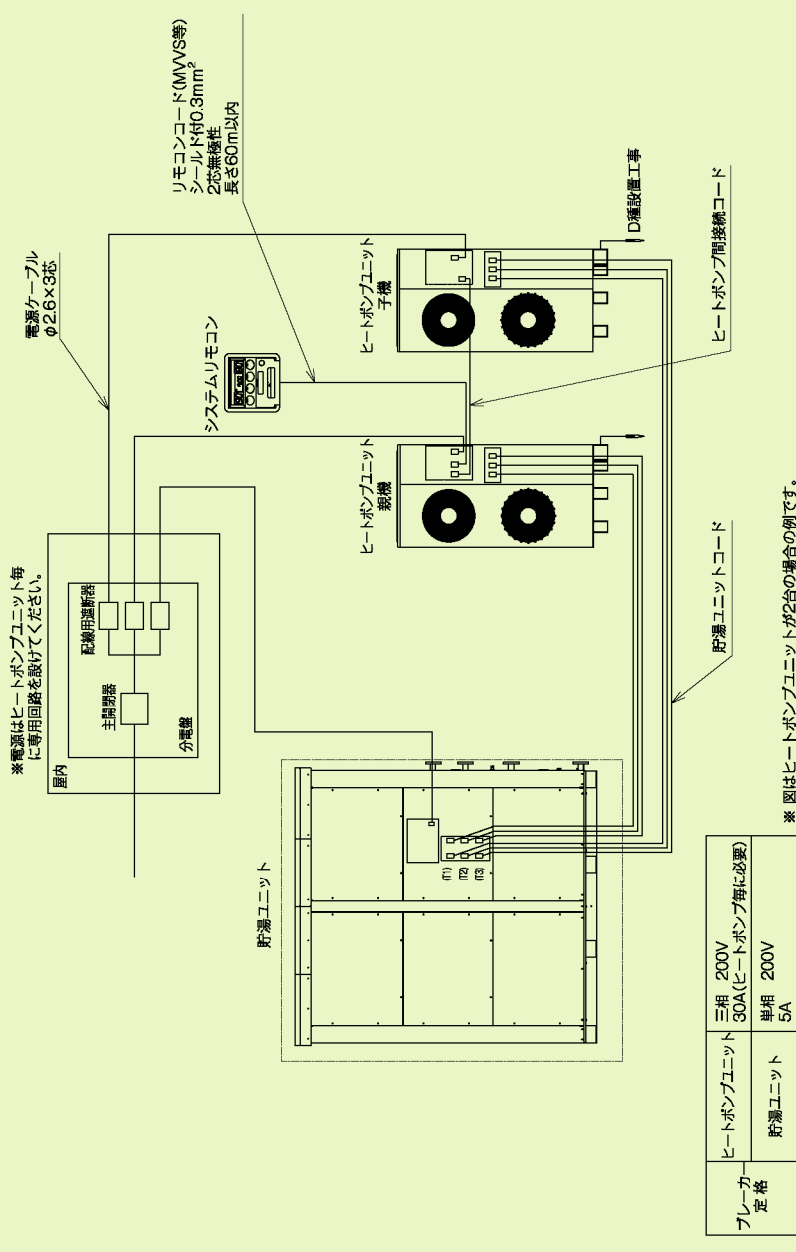 ※電源はヒートポンプユニット毎
に専用回路を設けてください。
屋内
主開閉器
配線用遮断器
分電盤
電源ケーブル
φ2.6×3芯
システムリモコン
リモコンコード(MVVS等)
シールド付0.3mm²
2芯無極性
長さ60m以内
貯湯ユニット
(T1)
(T2)
(T3)
ヒートポンプユニット
親機
ヒートポンプユニット
子機
D種設置工事
貯湯ユニットコード
ヒートポンプ間接続コード
ブレーカー
定格
ヒートポンプユニット
三相 200V
30A(ヒートポンプ毎に必要)
貯湯ユニット
単相 200V
5A
※ 図はヒートポンプユニットが2台の場合の例です。